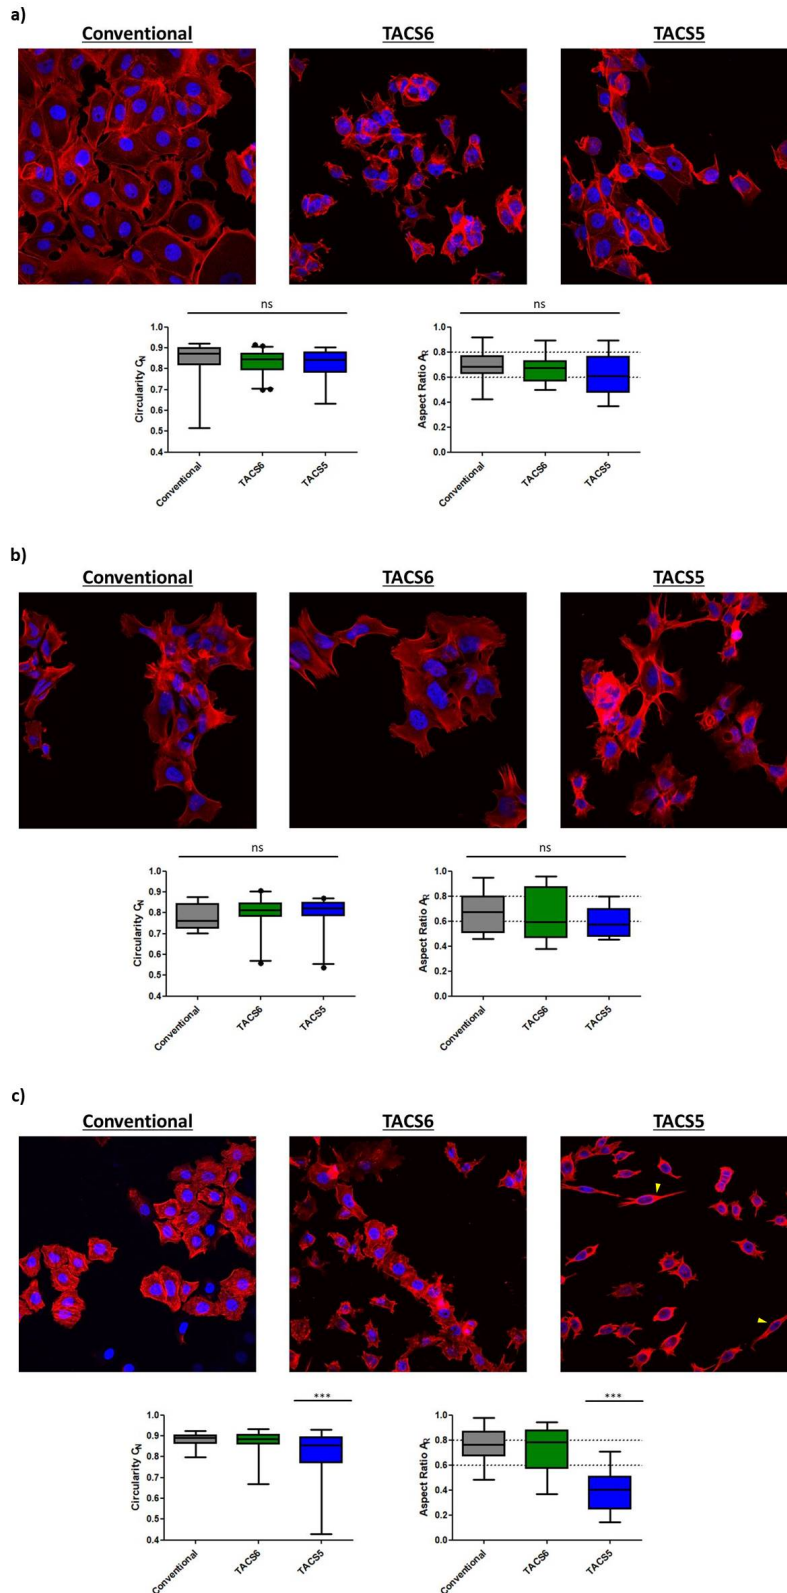 a)
Conventional TACS6 TACS5
ns ns
1.0 1.0
0.9 0.8
0.8 0.6
0.7 0.4
0.6 0.2
0.5 0.0
0.4
Circularity CN
Aspect Ratio AR
Conventional TACS6 TACS5
Conventional TACS6 TACS5
b)
Conventional TACS6 TACS5
ns ns
1.0 1.0
0.9 0.8
0.8 0.6
0.7 0.4
0.6 0.2
0.5 0.0
0.4
Circularity CN
Aspect Ratio AR
Conventional TACS6 TACS5
Conventional TACS6 TACS5
c)
Conventional TACS6 TACS5
*** ***
1.0 1.0
0.9 0.8
0.8 0.6
0.7 0.4
0.6 0.2
0.5 0.0
0.4
Circularity CN
Aspect Ratio AR
Conventional TACS6 TACS5
Conventional TACS6 TACS5